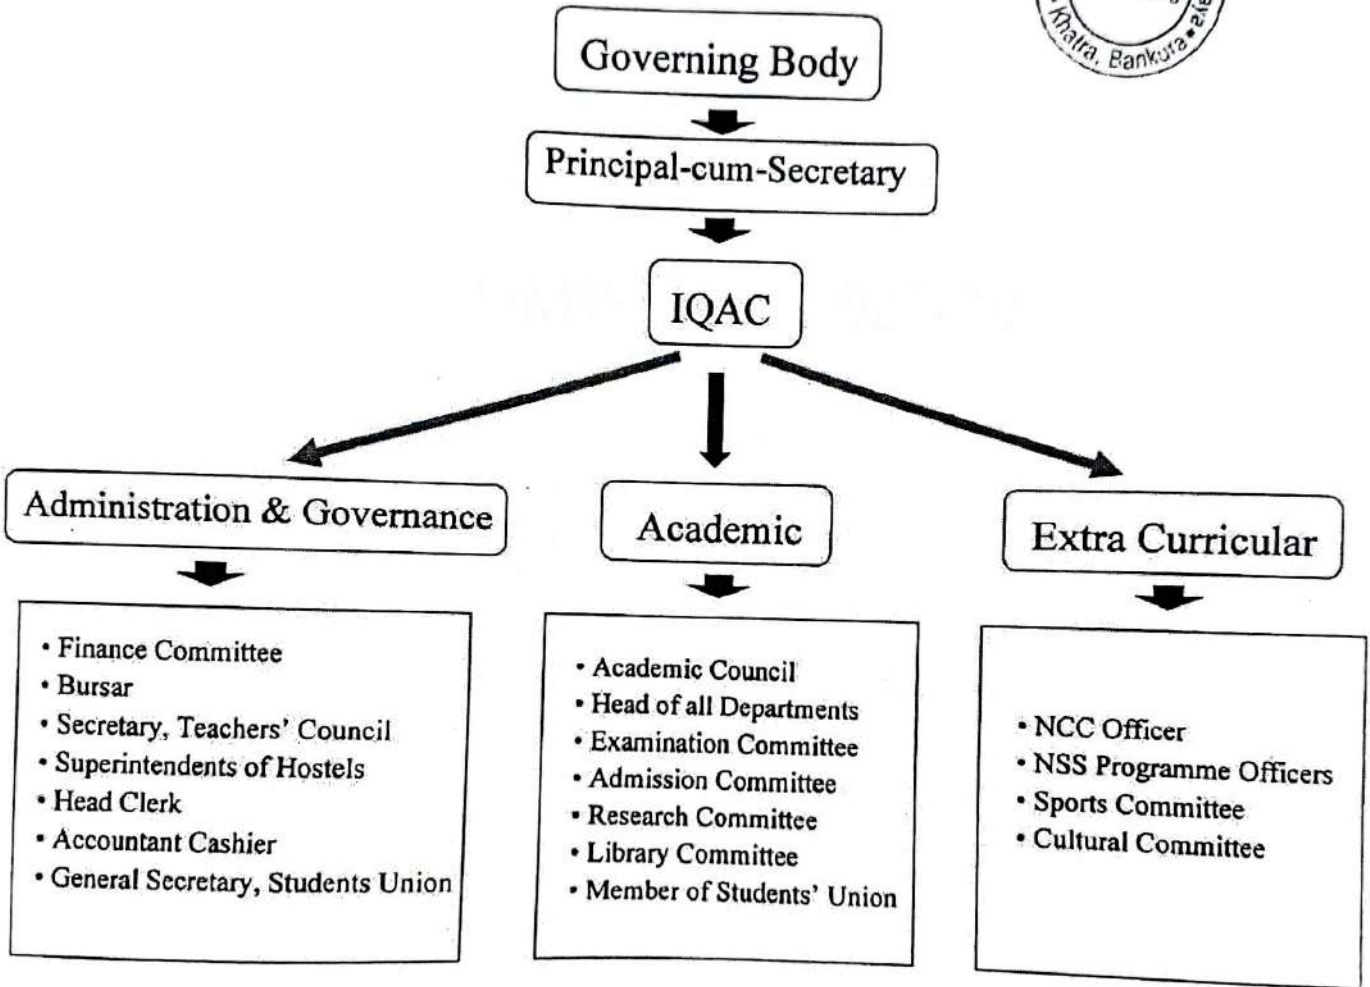 Khatra, Bankura
Governing Body
Principal-cum-Secretary
IQAC
Administration & Governance
Academic
Extra Curricular
• Finance Committee
• Bursar
• Secretary, Teachers' Council
• Superintendents of Hostels
• Head Clerk
• Accountant Cashier
• General Secretary, Students Union
• Academic Council
• Head of all Departments
• Examination Committee
• Admission Committee
• Research Committee
• Library Committee
• Member of Students' Union
• NCC Officer
• NSS Programme Officers
• Sports Committee
• Cultural Committee